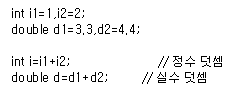 int i1=1,i2=2;
double d1=3,3,d2=4,4;
int i=i1+i2; //정수 덧셈
double d=d1+d2; //실수 덧셈